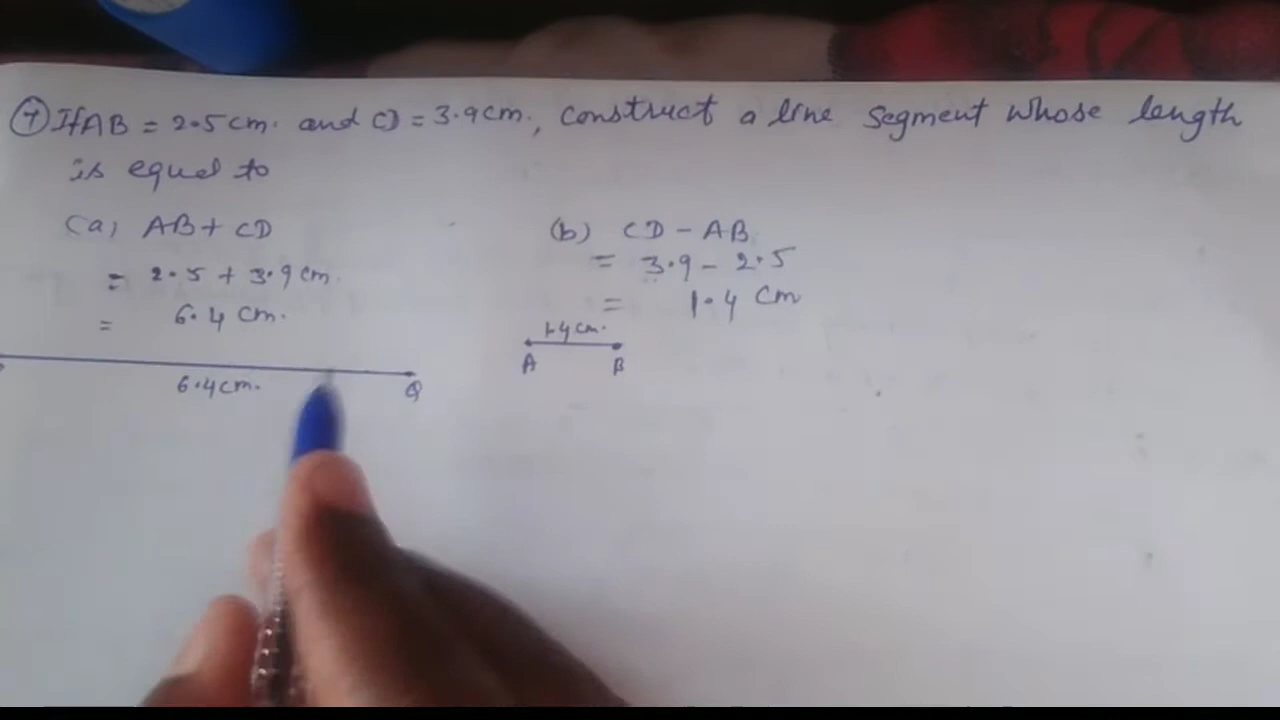 7 If AB = 2.5 cm. and CD = 3.9 cm., construct a line segment whose length
is equal to
(a) AB + CD
= 2.5 + 3.9 cm.
= 6.4 cm.
6.4 cm.
Q
(b) CD - AB
= 3.9 - 2.5
= 1.4 cm
1.4 cm.
A B